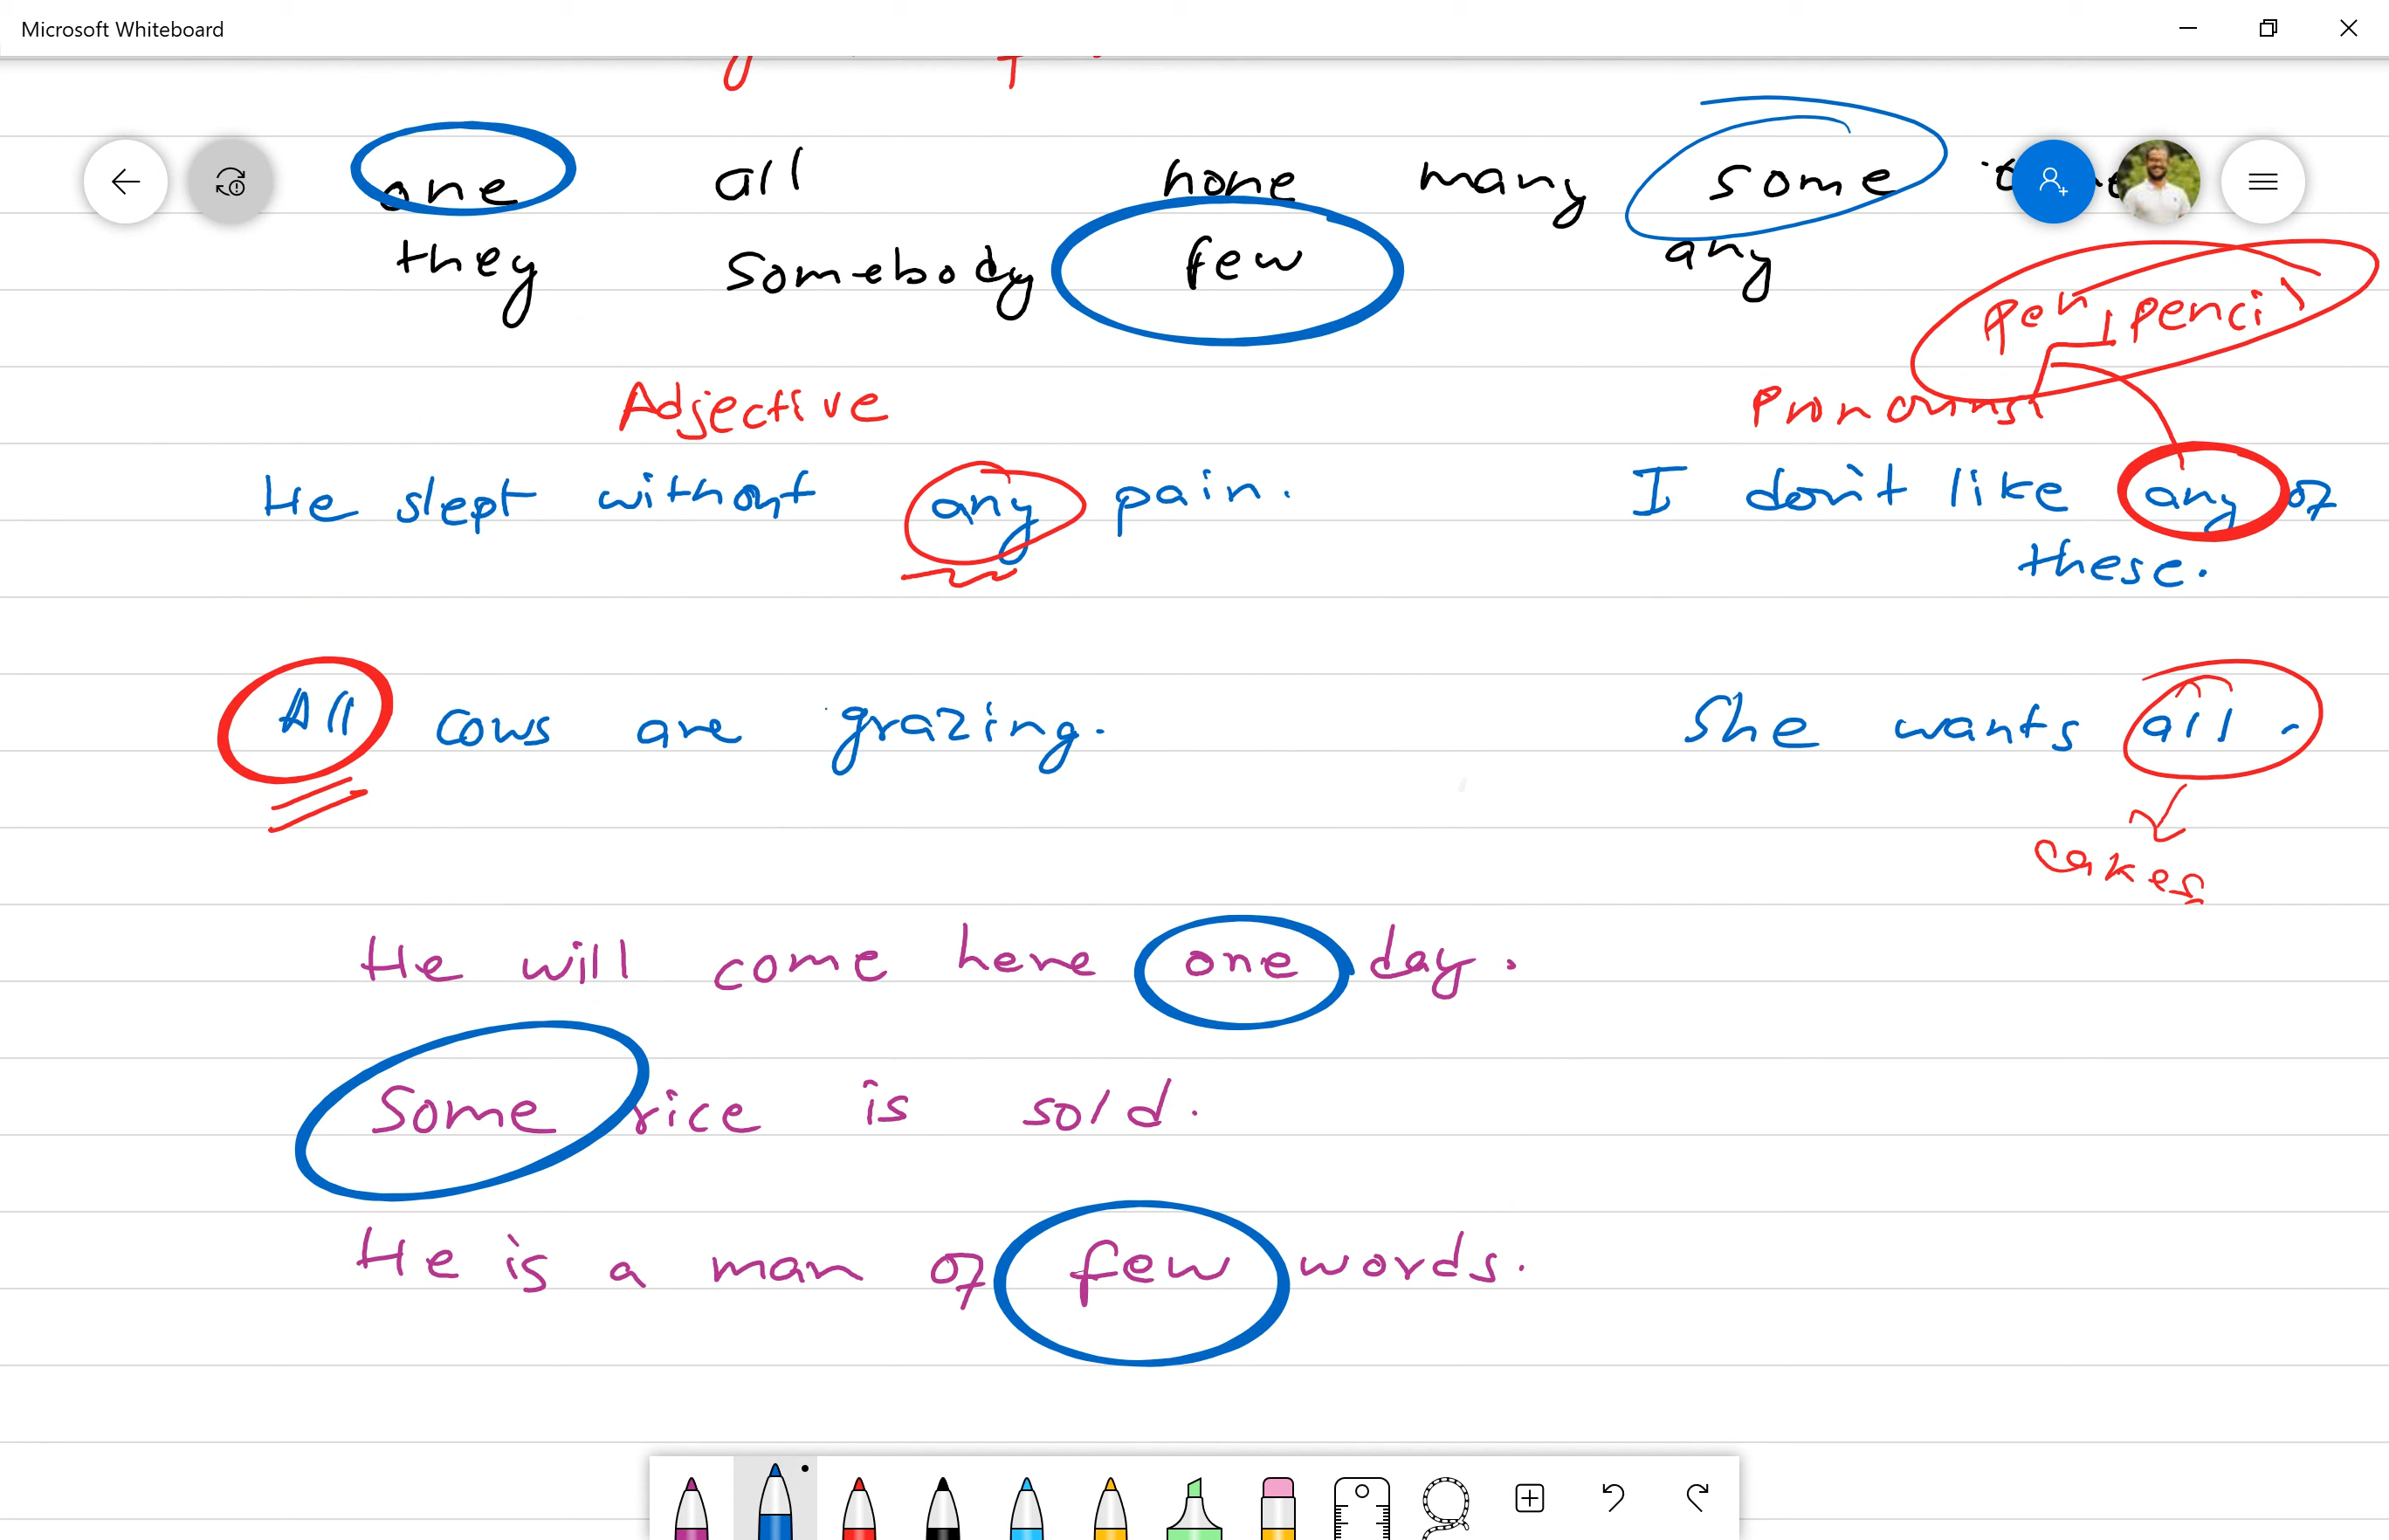 Microsoft Whiteboard
one all none many some
they somebody few any
pen, pencil
Adjective Pronouns
He slept without any pain. I don't like any of
these.
All cows are grazing. She wants all.
cakes
He will come here one day.
Some rice is sold.
He is a man of few words.